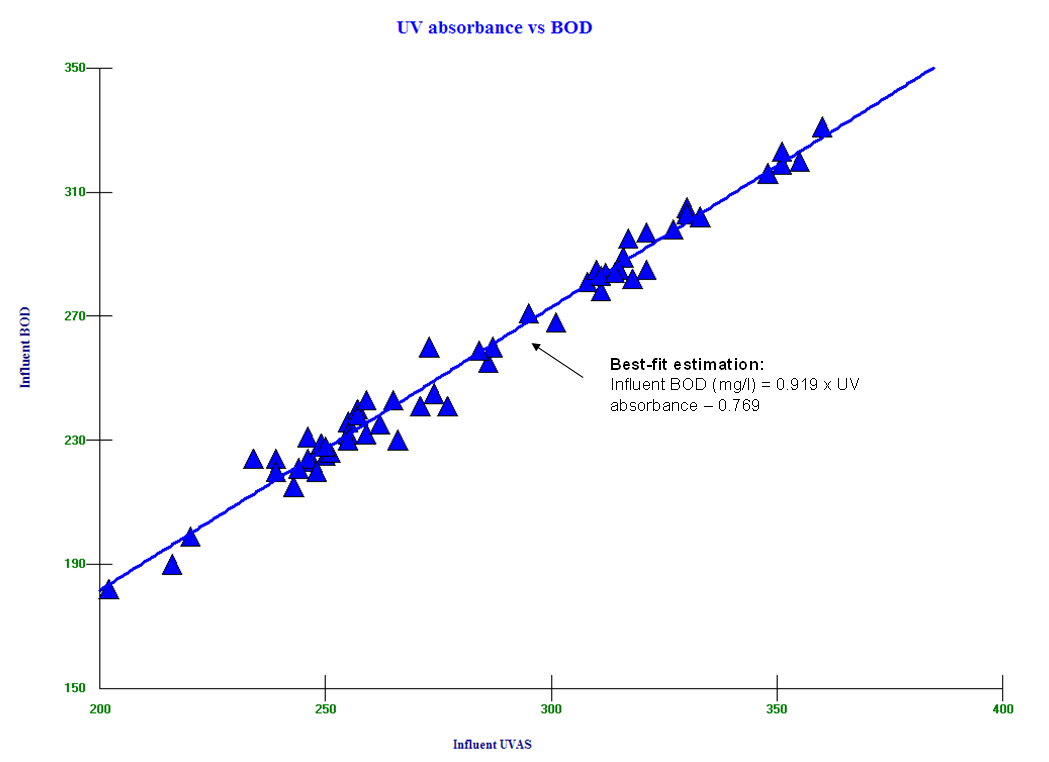 UV absorbance vs BOD
350
310
270
230
190
150
Influent BOD
Best-fit estimation:
Influent BOD (mg/l) = 0.919 x UV
absorbance – 0.769
200
250
300
350
400
Influent UVAS